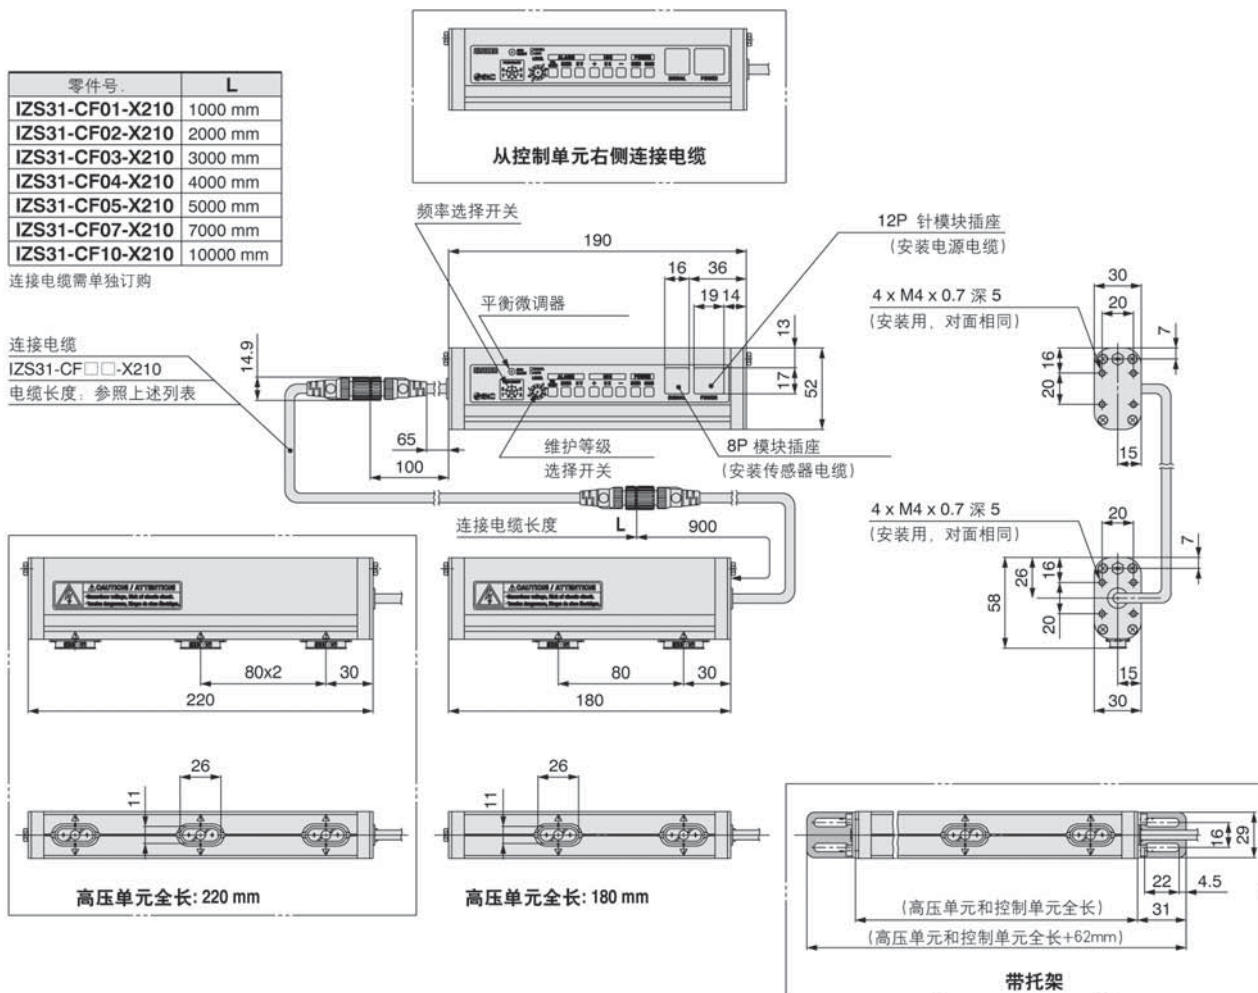 零件号. L
IZS31-CF01-X210 1000 mm
IZS31-CF02-X210 2000 mm
IZS31-CF03-X210 3000 mm
IZS31-CF04-X210 4000 mm
IZS31-CF05-X210 5000 mm
IZS31-CF07-X210 7000 mm
IZS31-CF10-X210 10000 mm
连接电缆需单独订购
从控制单元右侧连接电缆
频率选择开关
190
16 36
19 14
平衡微调器
12P 针模块插座
(安装电源电缆)
13
17
52
连接电缆
IZS31-CF□□-X210
电缆长度：参照上述列表
14.9
65
100
维护等级
选择开关
8P 模块插座
(安装传感器电缆)
连接电缆长度 L 900
30
20
4 x M4 x 0.7 深 5
(安装用，对面相同)
7
16
20
15
4 x M4 x 0.7 深 5
(安装用，对面相同)
20
7
16
26
58
20
15
30
CAUTION / ATTENTION
80x2 30
220
26
11
高压单元全长: 220 mm
CAUTION / ATTENTION
80 30
180
26
11
高压单元全长: 180 mm
16
29
22 4.5
(高压单元和控制单元全长) 31
(高压单元和控制单元全长+62mm)
带托架